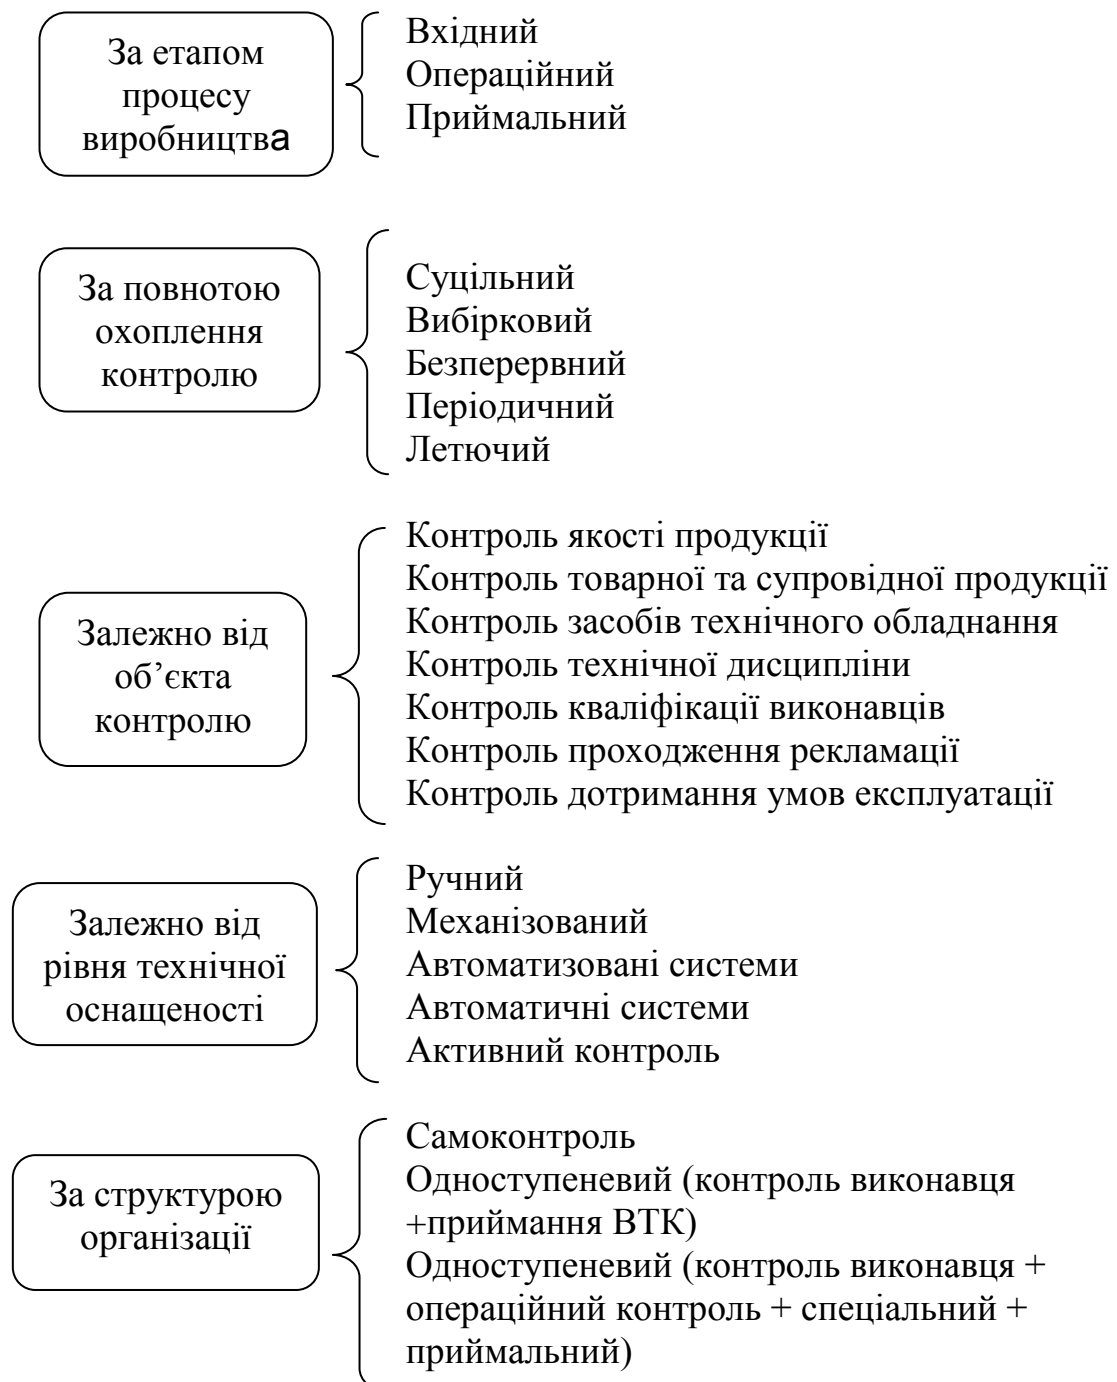 За етапом
процесу
виробництва
Вхідний
Операційний
Приймальний
За повнотою
охоплення
контролю
Суцільний
Вибірковий
Безперервний
Періодичний
Летючий
Залежно від
об’єкта
контролю
Контроль якості продукції
Контроль товарної та супровідної продукції
Контроль засобів технічного обладнання
Контроль технічної дисципліни
Контроль кваліфікації виконавців
Контроль проходження рекламації
Контроль дотримання умов експлуатації
Залежно від
рівня технічної
оснащеності
Ручний
Механізований
Автоматизовані системи
Автоматичні системи
Активний контроль
За структурою
організації
Самоконтроль
Одноступеневий (контроль виконавця
+приймання ВТК)
Одноступеневий (контроль виконавця +
операційний контроль + спеціальний +
приймальний)